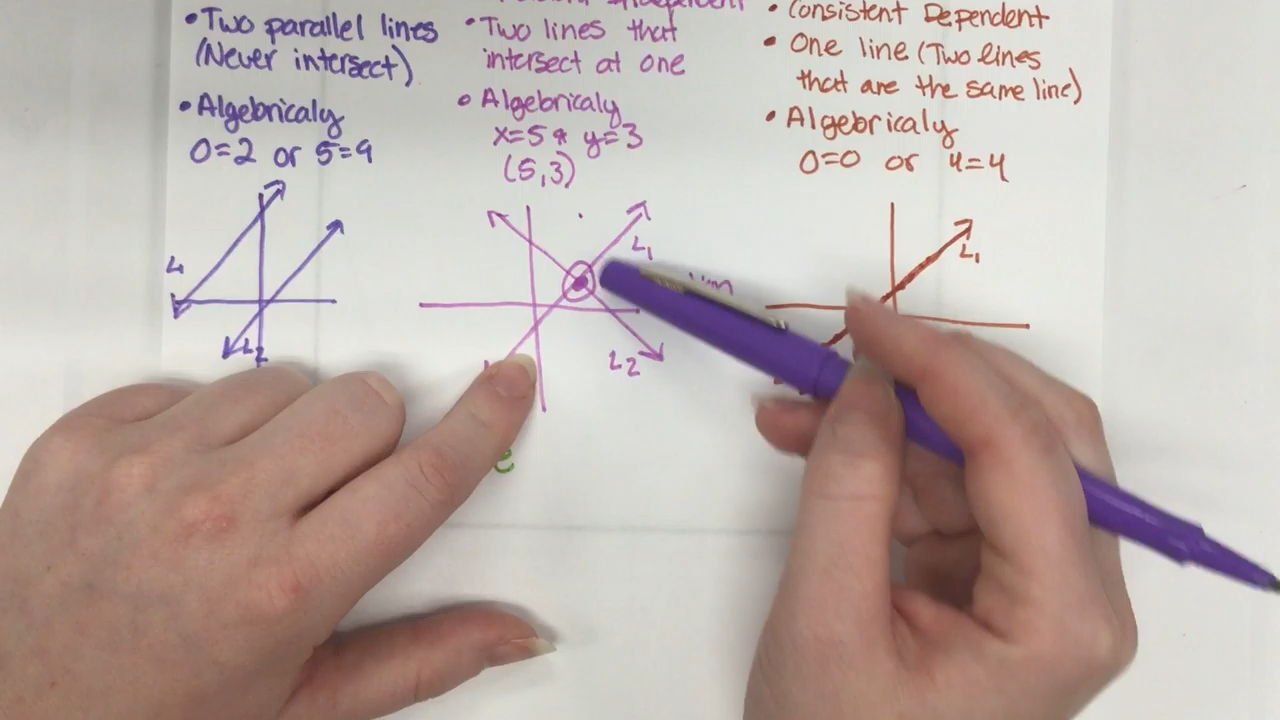 • Two parallel lines
(Never intersect)
• Algebricaly
0=2 or 5=9
L2
• Two lines that
intersect at one
• Algebricaly
x=5 & y=3
(5,3)
L1
L2
• Consistent Dependent
• One line (Two lines
that are the same line)
• Algebricaly
0=0 or 4=4
L1